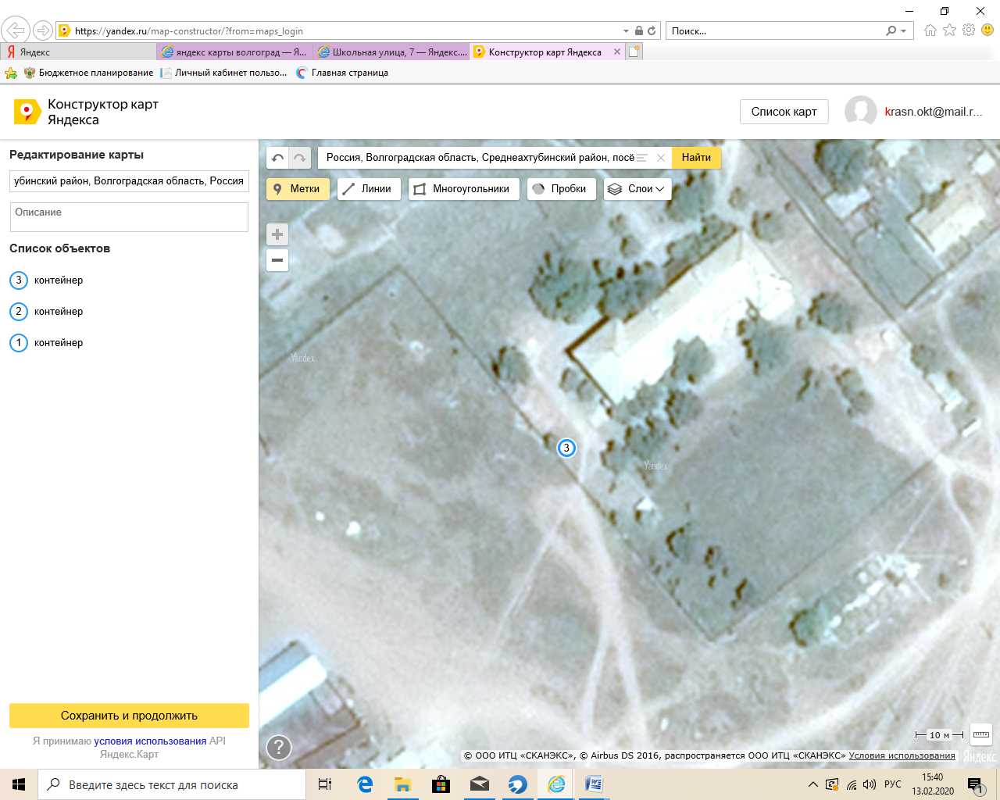 https://yandex.ru/map-constructor/?from=maps_login
Поиск...
Яндекс
яндекс карты волгоград — Я...
Школьная улица, 7 — Яндекс....
Конструктор карт Яндекса
Бюджетное планирование
Личный кабинет пользо...
Главная страница
Конструктор карт
Яндекса
Список карт
krasn.okt@mail.r...
Редактирование карты
убинский район, Волгоградская область, Россия
Описание
Список объектов
3 контейнер
2 контейнер
1 контейнер
Россия, Волгоградская область, Среднеахтубинский район, посё
Найти
Метки
Линии
Многоугольники
Пробки
Слои
Yandex
3
Yandex
Сохранить и продолжить
Я принимаю условия использования API
Яндекс.Карт
?
10 м
© ООО ИТЦ «СКАНЭКС», © Airbus DS 2016, распространяется ООО ИТЦ «СКАНЭКС» Условия использования
Яндекс
Введите здесь текст для поиска
РУС
15:40
13.02.2020
1